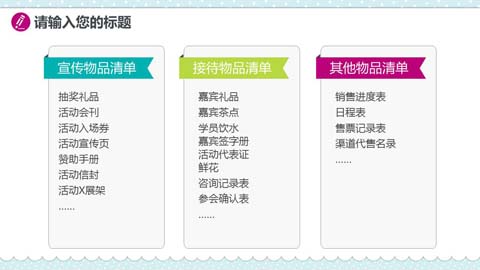 请输入您的标题
宣传物品清单
抽奖礼品
活动会刊
活动入场券
活动宣传页
赞助手册
活动信封
活动X展架
......
接待物品清单
嘉宾礼品
嘉宾茶点
学员饮水
嘉宾签字册
活动代表证
鲜花
咨询记录表
参会确认表
......
其他物品清单
销售进度表
日程表
售票记录表
渠道代售名录
......